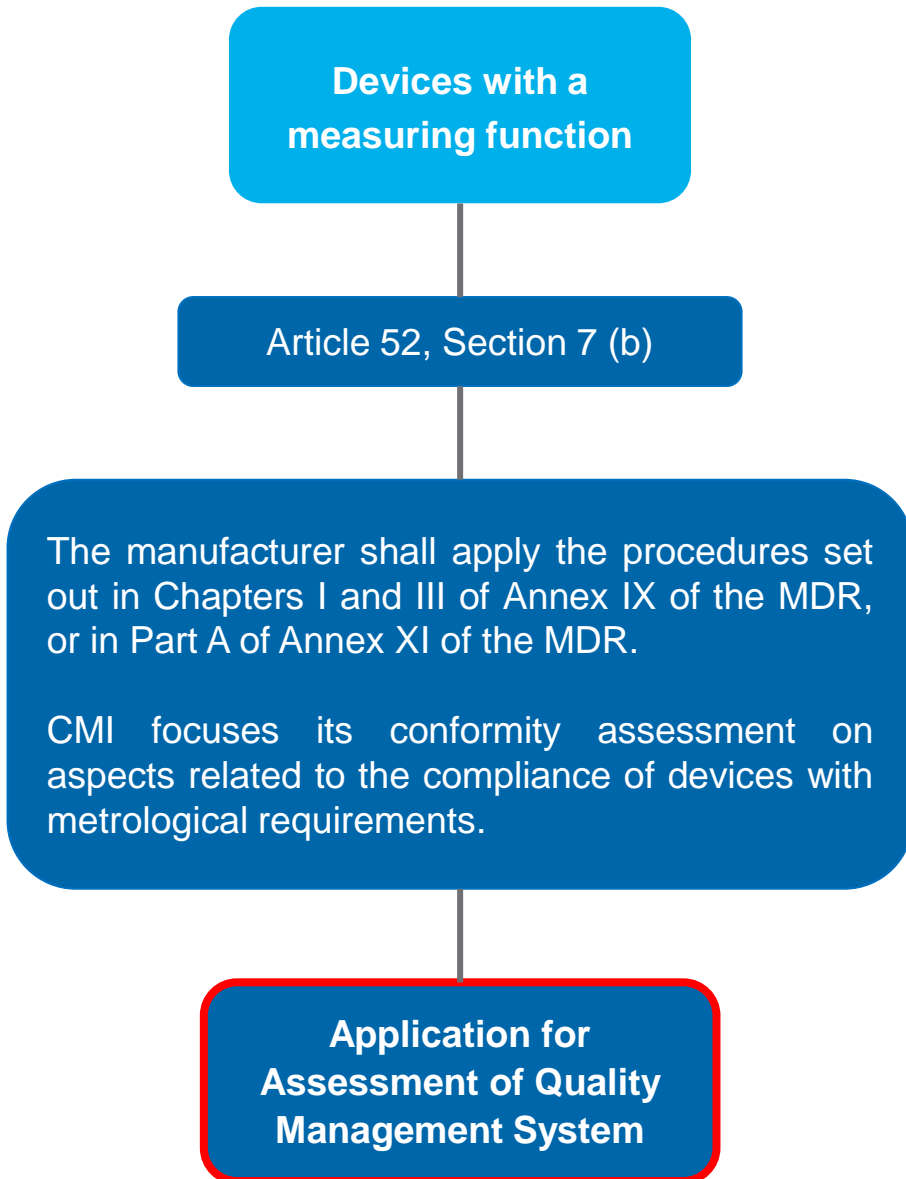 Devices with a
measuring function
Article 52, Section 7 (b)
The manufacturer shall apply the procedures set
out in Chapters I and III of Annex IX of the MDR,
or in Part A of Annex XI of the MDR.
CMI focuses its conformity assessment on
aspects related to the compliance of devices with
metrological requirements.
Application for
Assessment of Quality
Management System